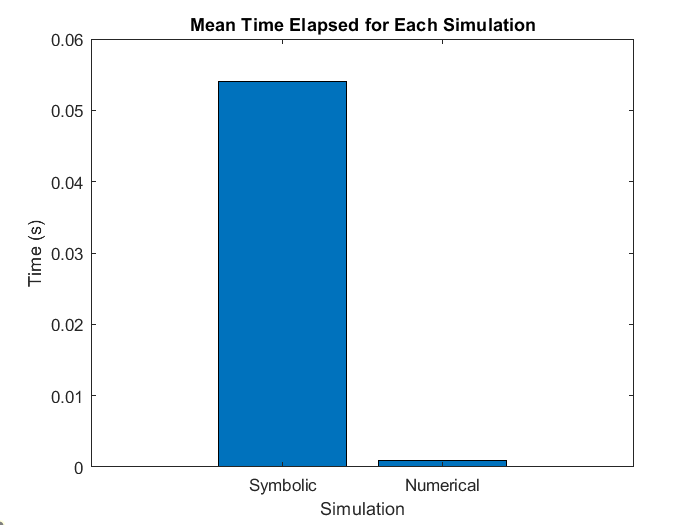 Mean Time Elapsed for Each Simulation
0.06
0.05
0.04
0.03
0.02
0.01
0
Time (s)
Symbolic Numerical
Simulation